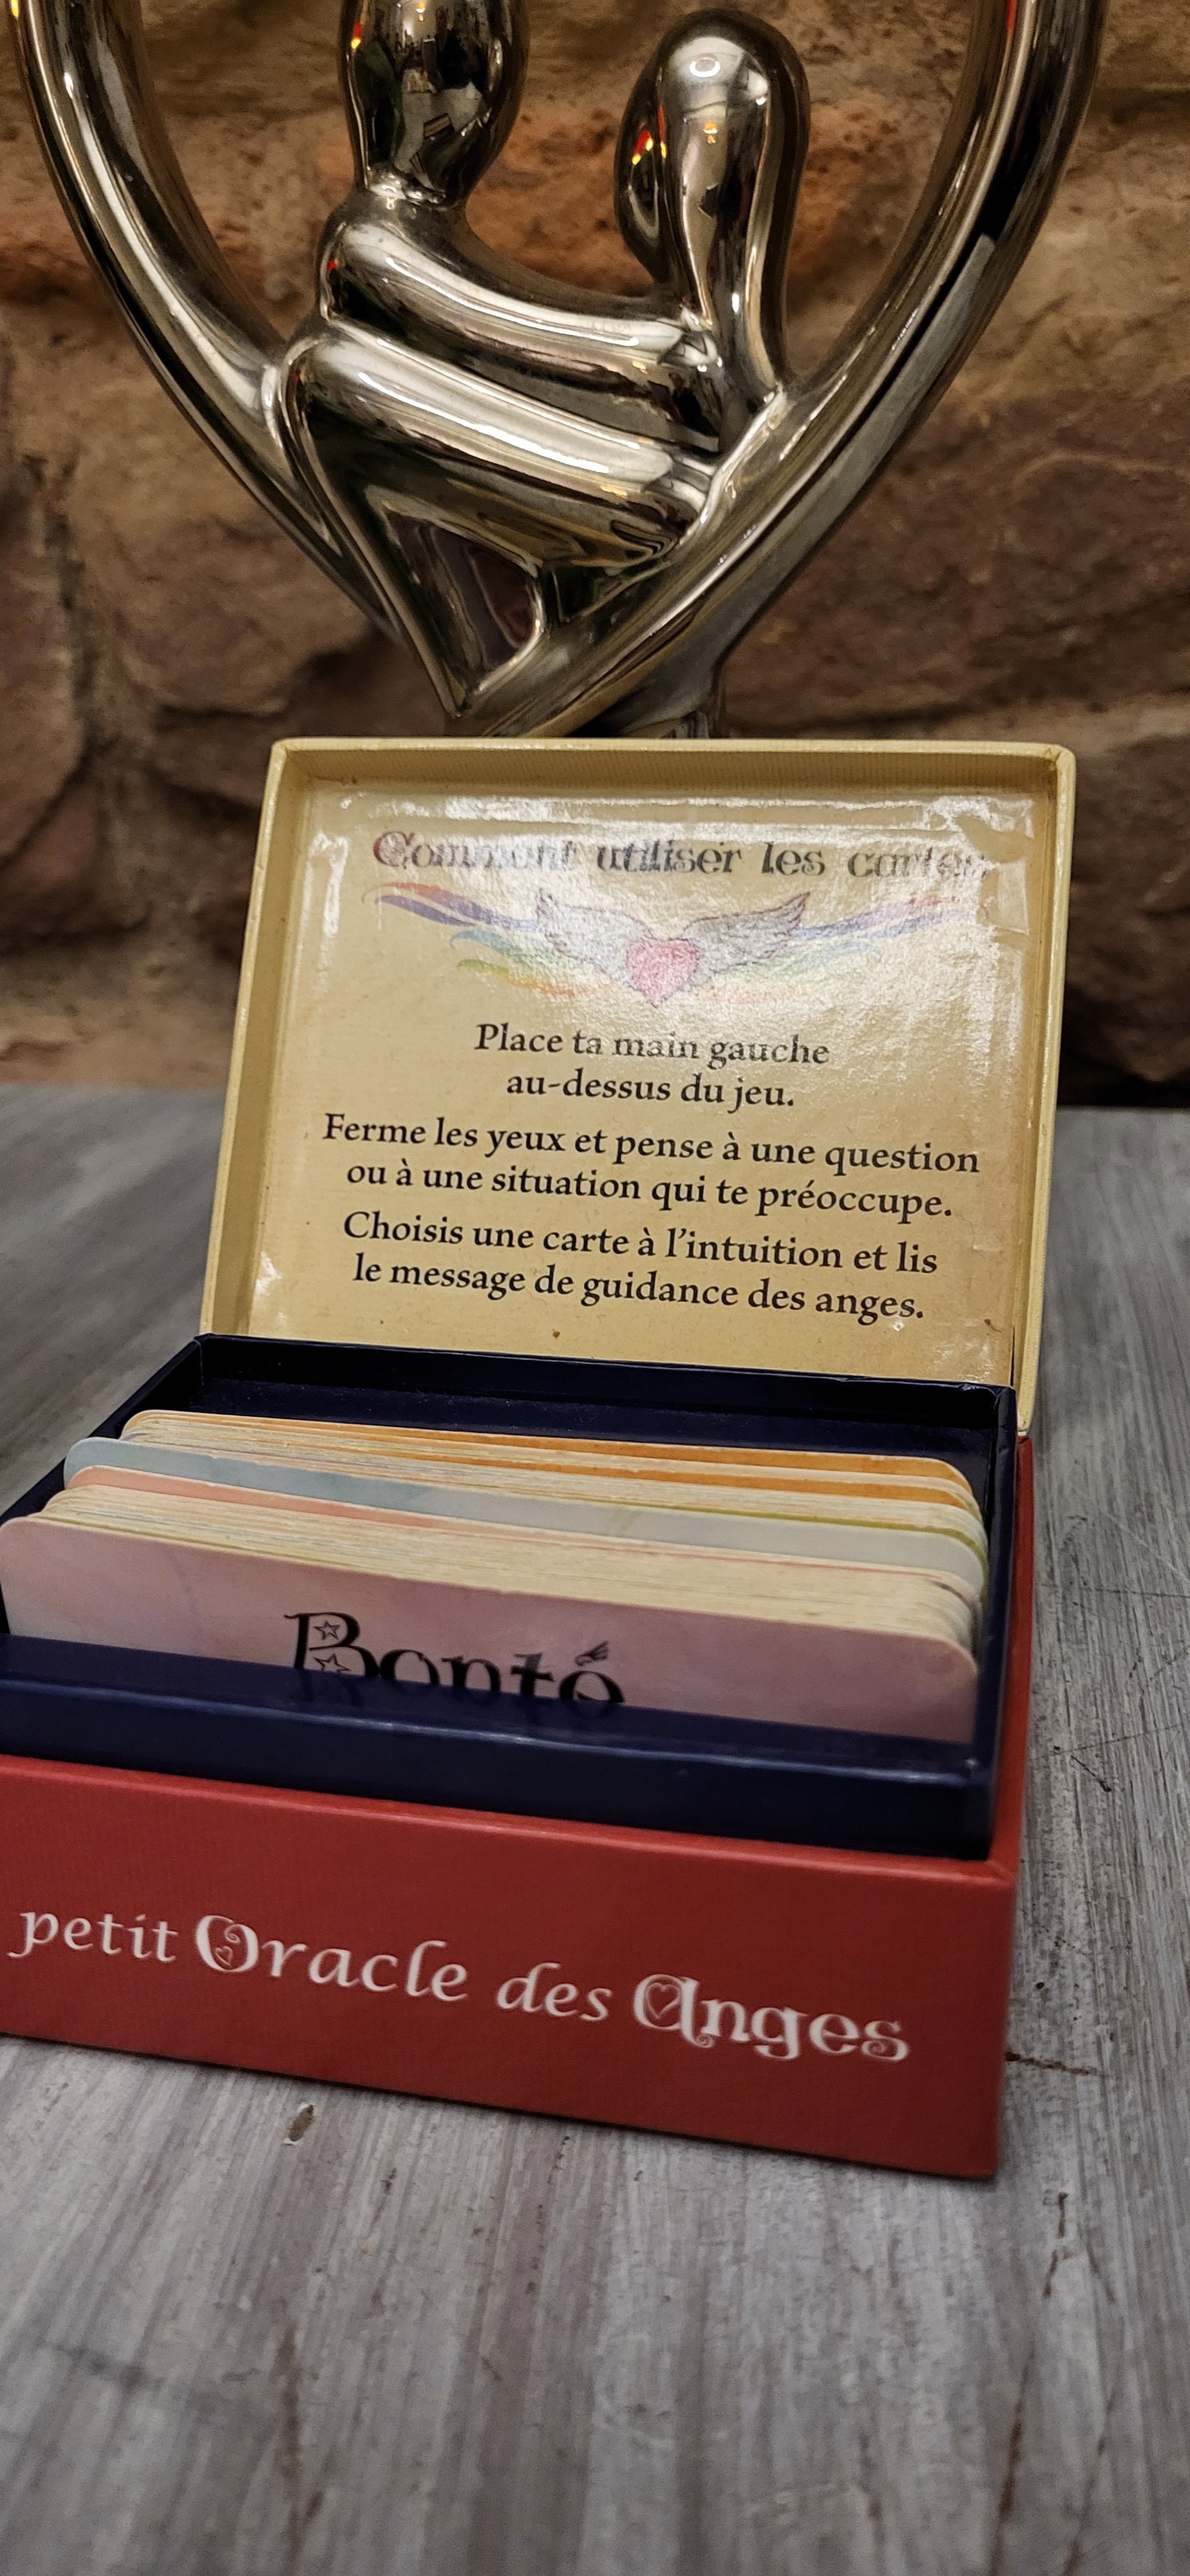 Comment utiliser les cartes
Place ta main gauche
au-dessus du jeu.
Ferme les yeux et pense à une question
ou à une situation qui te préoccupe.
Choisis une carte à l'intuition et lis
le message de guidance des anges.
Bonté
petit Oracle des Anges